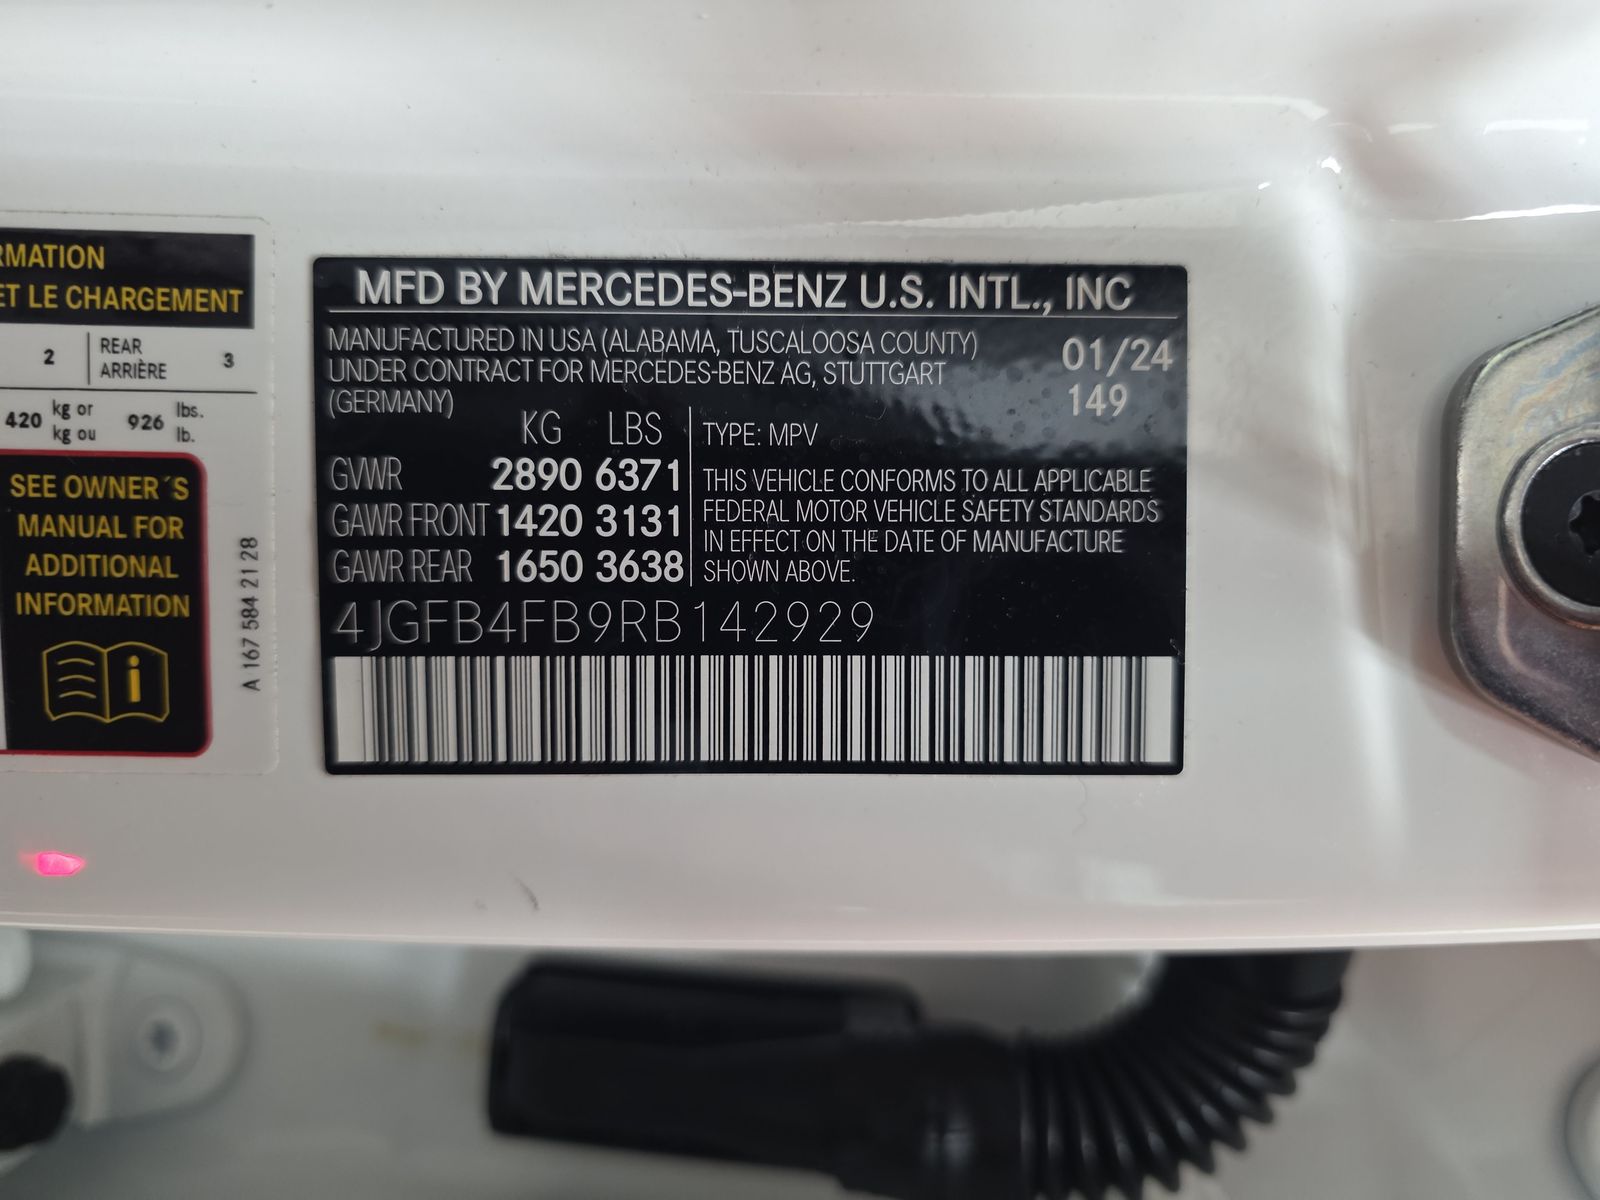 RMATION
ET LE CHARGEMENT
2 REAR 3
ARRIÈRE
420 kg or 926 lbs.
kg ou lb.
SEE OWNER´S
MANUAL FOR
ADDITIONAL
INFORMATION
i
A 167 584 21 28
MFD BY MERCEDES-BENZ U.S. INTL., INC
MANUFACTURED IN USA (ALABAMA, TUSCALOOSA COUNTY) 01/24
UNDER CONTRACT FOR MERCEDES-BENZ AG, STUTTGART 149
(GERMANY)
KG LBS
GVWR 2890 6371
GAWR FRONT 1420 3131
GAWR REAR 1650 3638
TYPE: MPV
THIS VEHICLE CONFORMS TO ALL APPLICABLE
FEDERAL MOTOR VEHICLE SAFETY STANDARDS
IN EFFECT ON THE DATE OF MANUFACTURE
SHOWN ABOVE.
4JGFB4FB9RB142929